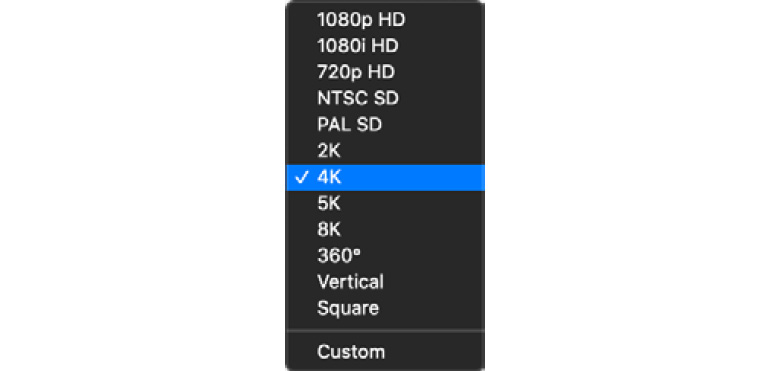 1080p HD
1080i HD
720p HD
NTSC SD
PAL SD
2K
✓ 4K
5K
8K
360°
Vertical
Square
Custom